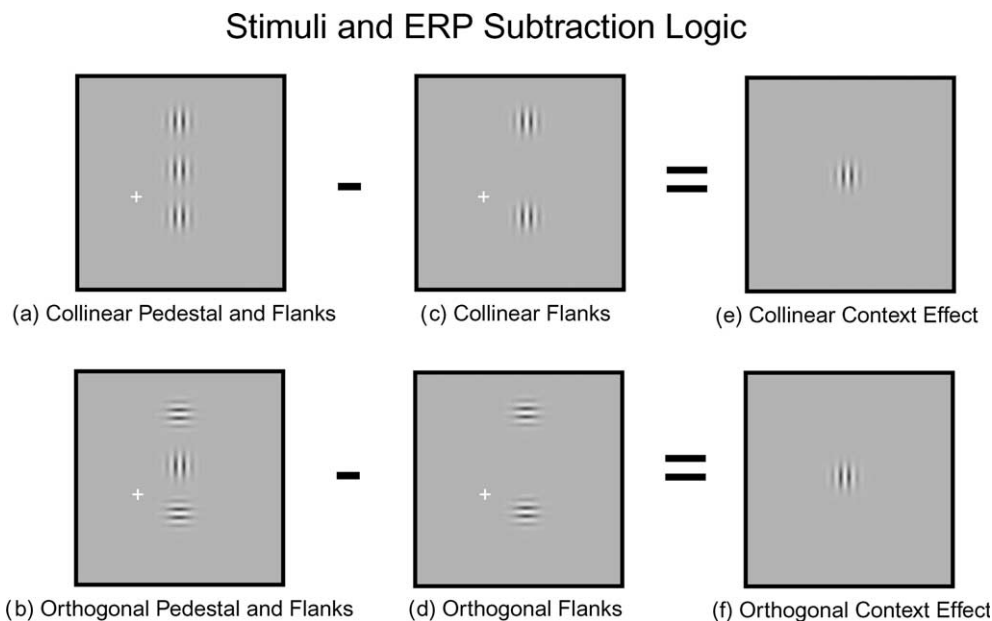 Stimuli and ERP Subtraction Logic
(a) Collinear Pedestal and Flanks
(c) Collinear Flanks
(e) Collinear Context Effect
(b) Orthogonal Pedestal and Flanks
(d) Orthogonal Flanks
(f) Orthogonal Context Effect